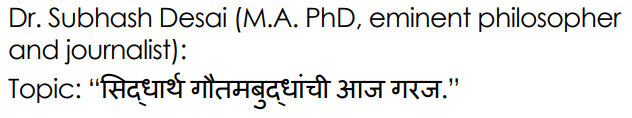 Dr. Subhash Desai (M.A. PhD, eminent philosopher
and journalist):
Topic: “सिद्धार्थ गौतमबुद्धांची आज गरज.”